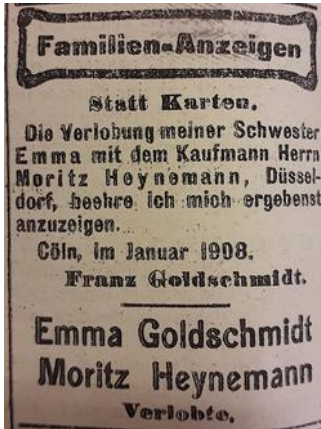 Familien-Anzeigen
Statt Karten.
Die Verlobung meiner Schwester
Emma mit dem Kaufmann Herrn
Moritz Heynemann, Düssel-
dorf, beehre ich mich ergebenst
anzuzeigen.
Cöln, im Januar 1908.
Franz Goldschmidt.
Emma Goldschmidt
Moritz Heynemann
Verlobte.